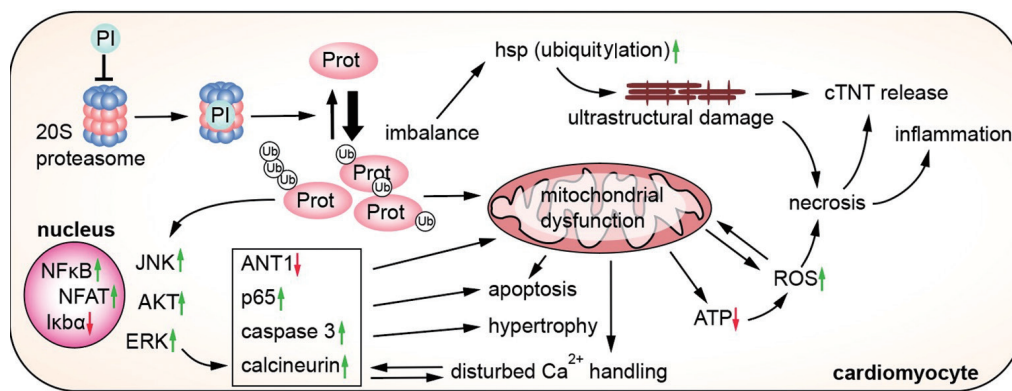 PI
20S
proteasome
PI
Prot
imbalance
hsp (ubiquitylation)
ultrastructural damage
cTNT release
inflammation
necrosis
Ub
Ub
Ub
Ub
Prot
Prot
Ub
Prot
Ub
mitochondrial
dysfunction
nucleus
NFκB
NFAT
Iκbα
JNK
AKT
ERK
ANT1
p65
caspase 3
calcineurin
apoptosis
hypertrophy
disturbed Ca²⁺ handling
ATP
ROS
cardiomyocyte